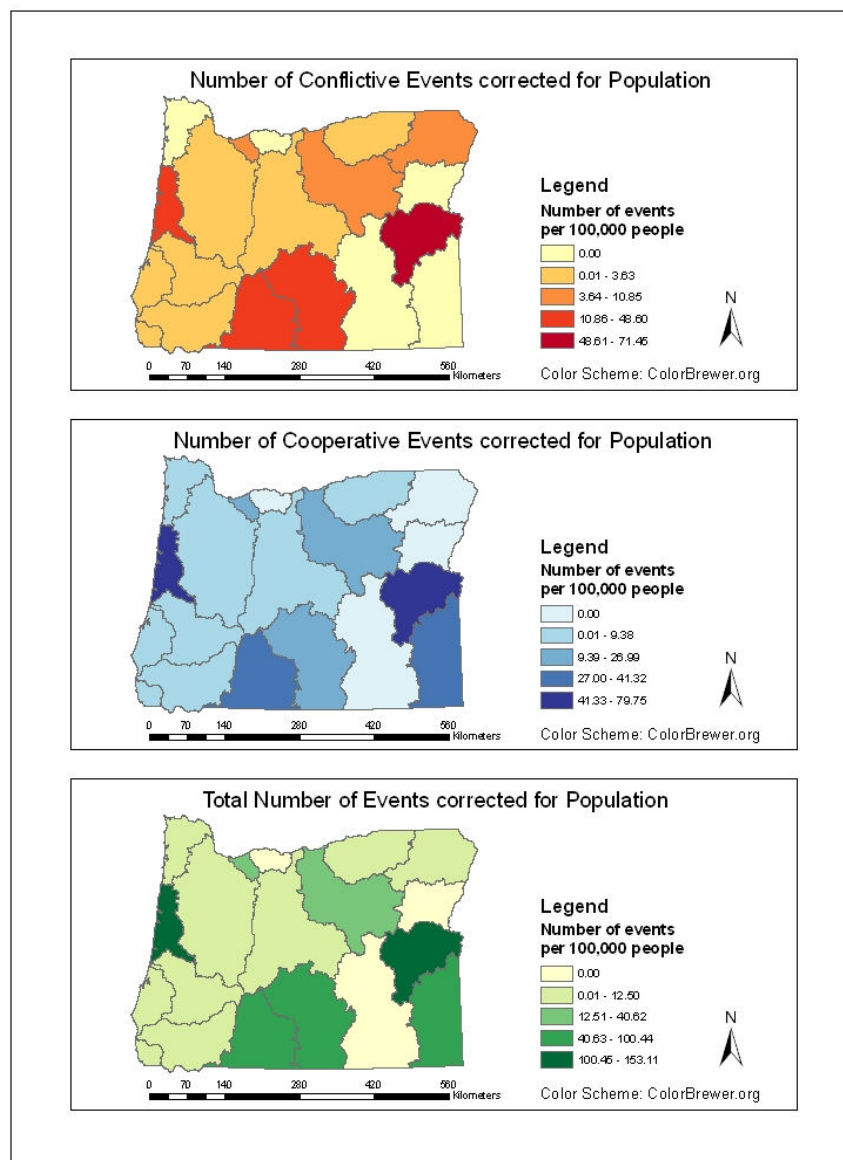 Number of Conflictive Events corrected for Population
Legend
Number of events
per 100,000 people
0.00
0.01 - 3.63
3.64 - 10.85
10.86 - 48.60
48.61 - 71.45
N
0 70 140 280 420 560
Kilometers
Color Scheme: ColorBrewer.org
Number of Cooperative Events corrected for Population
Legend
Number of events
per 100,000 people
0.00
0.01 - 9.38
9.39 - 26.99
27.00 - 41.32
41.33 - 79.75
N
0 70 140 280 420 560
Kilometers
Color Scheme: ColorBrewer.org
Total Number of Events corrected for Population
Legend
Number of events
per 100,000 people
0.00
0.01 - 12.50
12.51 - 40.62
40.63 - 100.44
100.45 - 153.11
N
0 70 140 280 420 560
Kilometers
Color Scheme: ColorBrewer.org